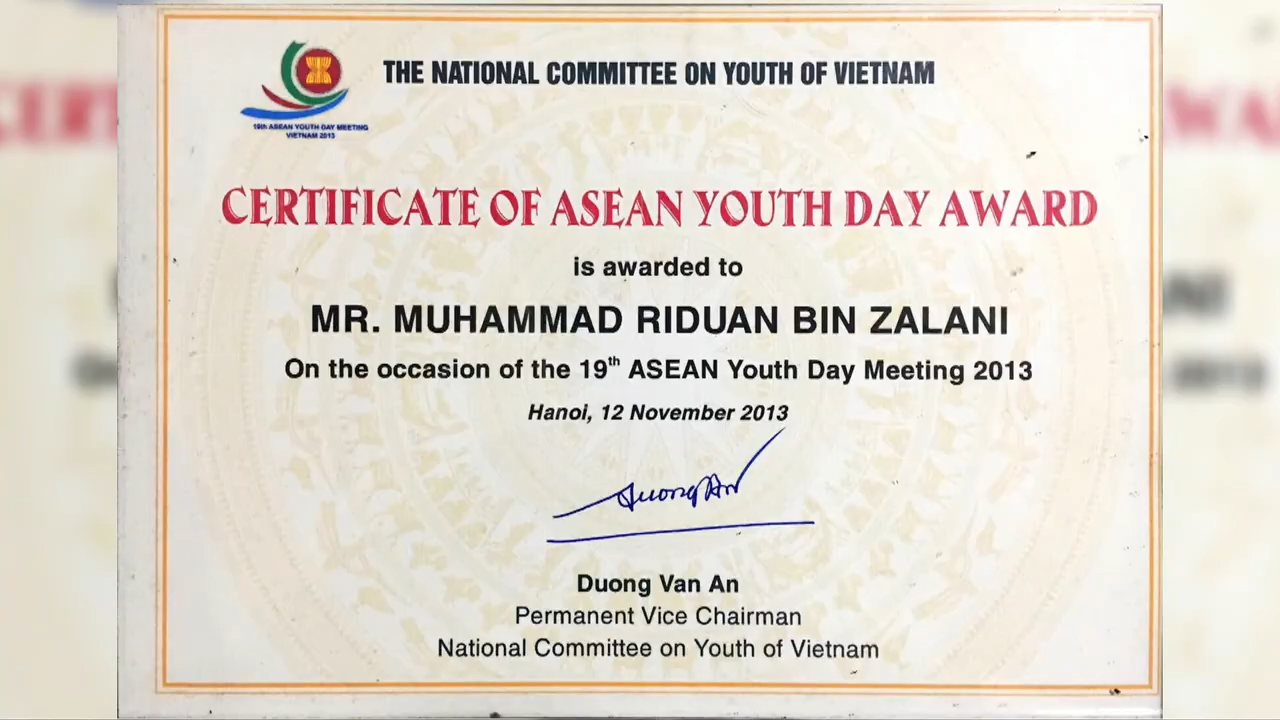 THE NATIONAL COMMITTEE ON YOUTH OF VIETNAM
19th ASEAN YOUTH DAY MEETING
VIETNAM 2013
CERTIFICATE OF ASEAN YOUTH DAY AWARD
is awarded to
MR. MUHAMMAD RIDUAN BIN ZALANI
On the occasion of the 19th ASEAN Youth Day Meeting 2013
Hanoi, 12 November 2013
Duong An
Duong Van An
Permanent Vice Chairman
National Committee on Youth of Vietnam